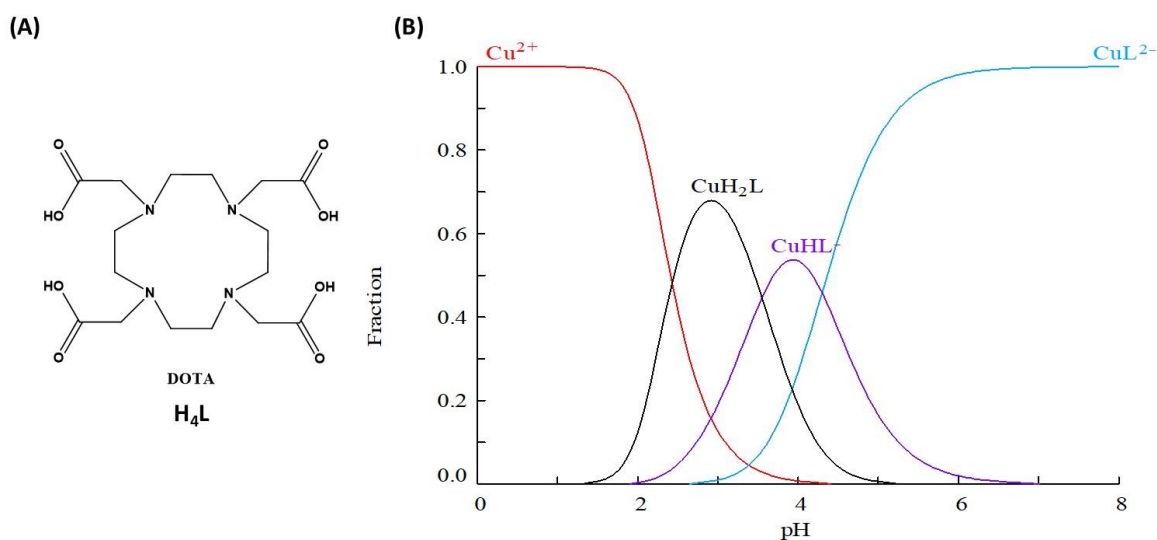 (A)
(B)
O
O
HO
OH
N
N
N
N
HO
OH
O
O
DOTA
H₄L
Cu²⁺
CuL²⁻
CuH₂L
CuHL⁻
Fraction
1.0
0.8
0.6
0.4
0.2
0.0
0
2
4
6
8
pH